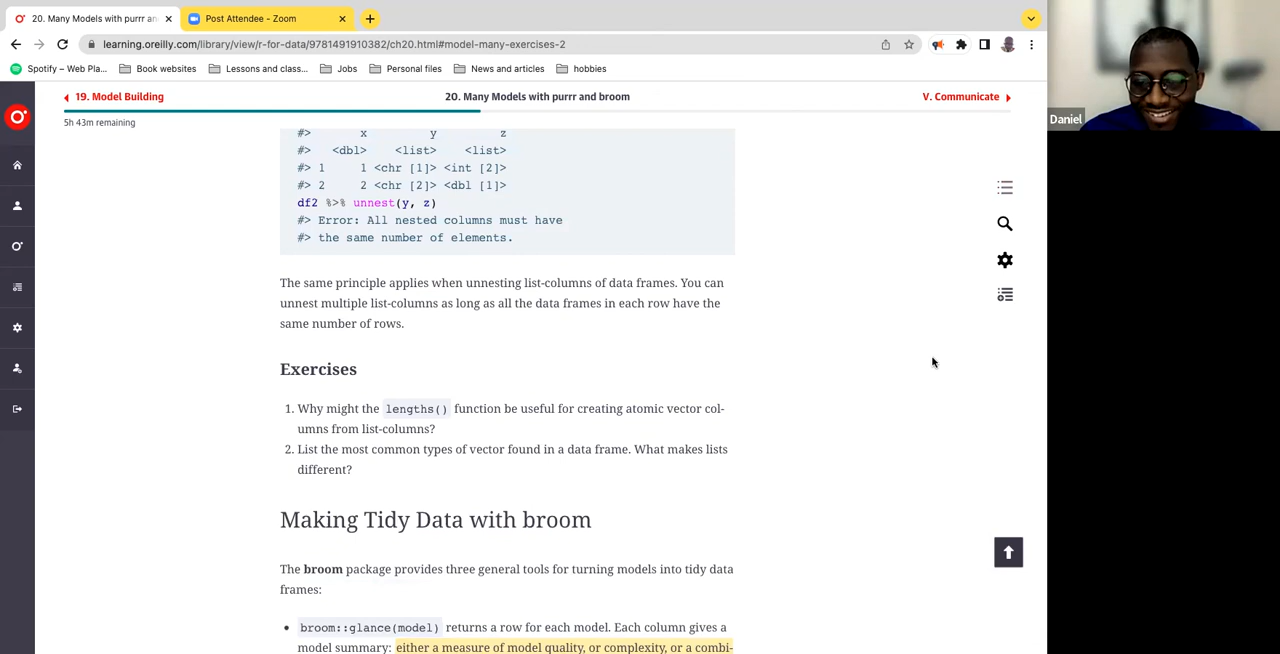 20. Many Models with purrr and
Post Attendee - Zoom
learning.oreilly.com/library/view/r-for-data/9781491910382/ch20.html#model-many-exercises-2
Spotify – Web Pla...
Book websites
Lessons and class...
Jobs
Personal files
News and articles
hobbies
19. Model Building
20. Many Models with purrr and broom
V. Communicate
5h 43m remaining
#> x y z
#> <dbl> <list> <list>
#> 1 1 <chr [1]> <int [2]>
#> 2 2 <chr [2]> <dbl [1]>
df2 %>% unnest(y, z)
#> Error: All nested columns must have
#> the same number of elements.
The same principle applies when unnesting list-columns of data frames. You can
unnest multiple list-columns as long as all the data frames in each row have the
same number of rows.
Exercises
1. Why might the lengths() function be useful for creating atomic vector col-
umns from list-columns?
2. List the most common types of vector found in a data frame. What makes lists
different?
Making Tidy Data with broom
The broom package provides three general tools for turning models into tidy data
frames:
• broom::glance(model) returns a row for each model. Each column gives a
model summary: either a measure of model quality, or complexity, or a combi-
Daniel